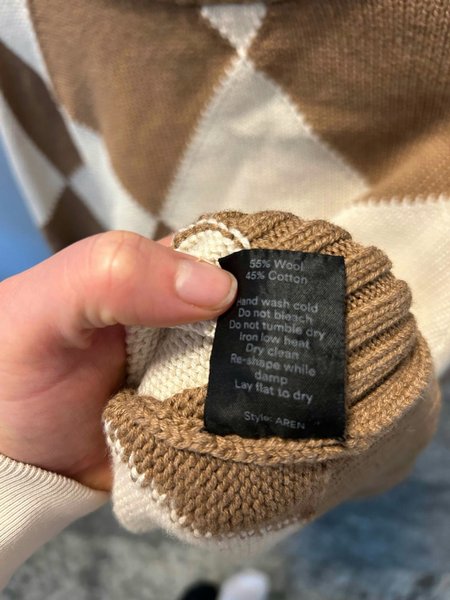 55% Wool
45% Cotton
Hand wash cold
Do not bleach
Do not tumble dry
Iron low heat
Dry clean
Re-shape while
damp
Lay flat to dry
Style: AREN